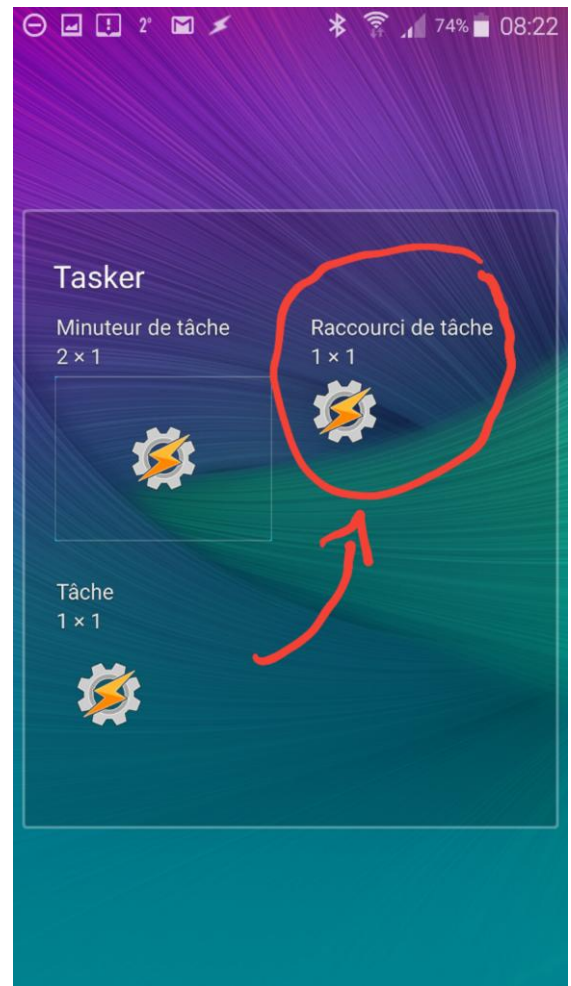 2° 74% 08:22
Tasker
Minuteur de tâche
2 × 1
Raccourci de tâche
1 × 1
Tâche
1 × 1